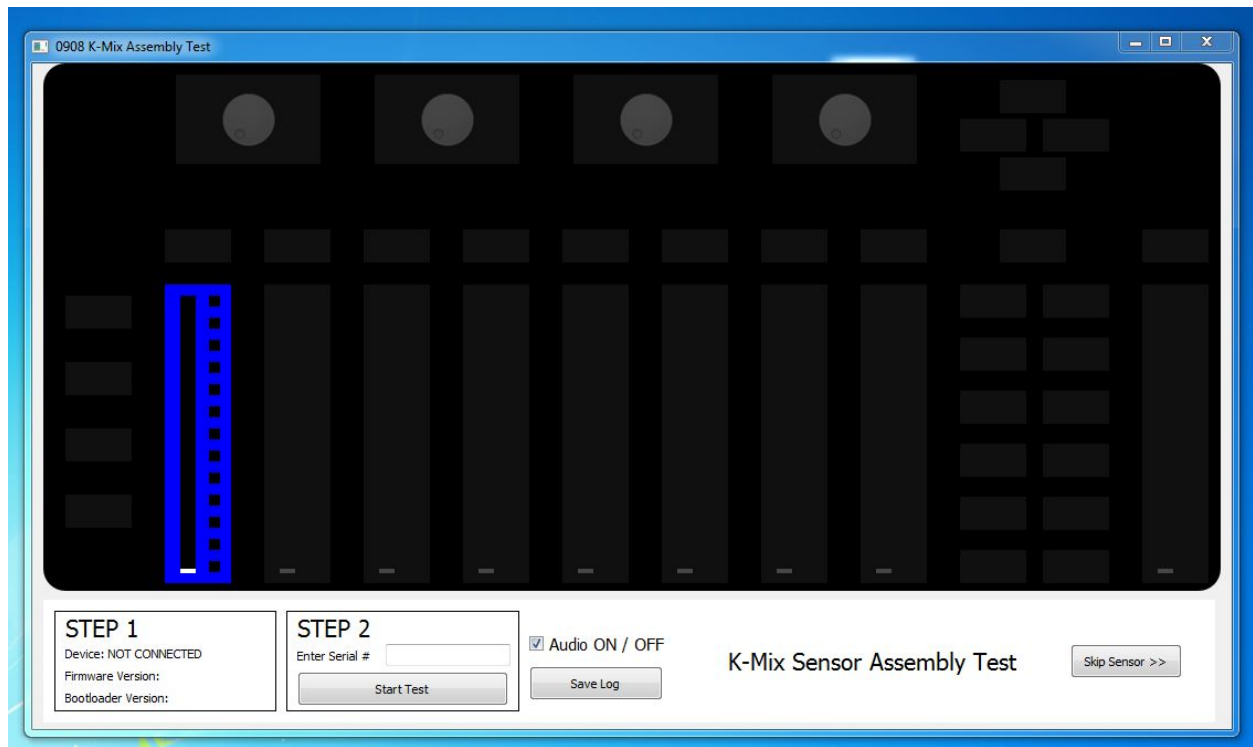 0908 K-Mix Assembly Test
STEP 1
Device: NOT CONNECTED
Firmware Version:
Bootloader Version:
STEP 2
Enter Serial #
Start Test
Audio ON / OFF
Save Log
K-Mix Sensor Assembly Test
Skip Sensor >>